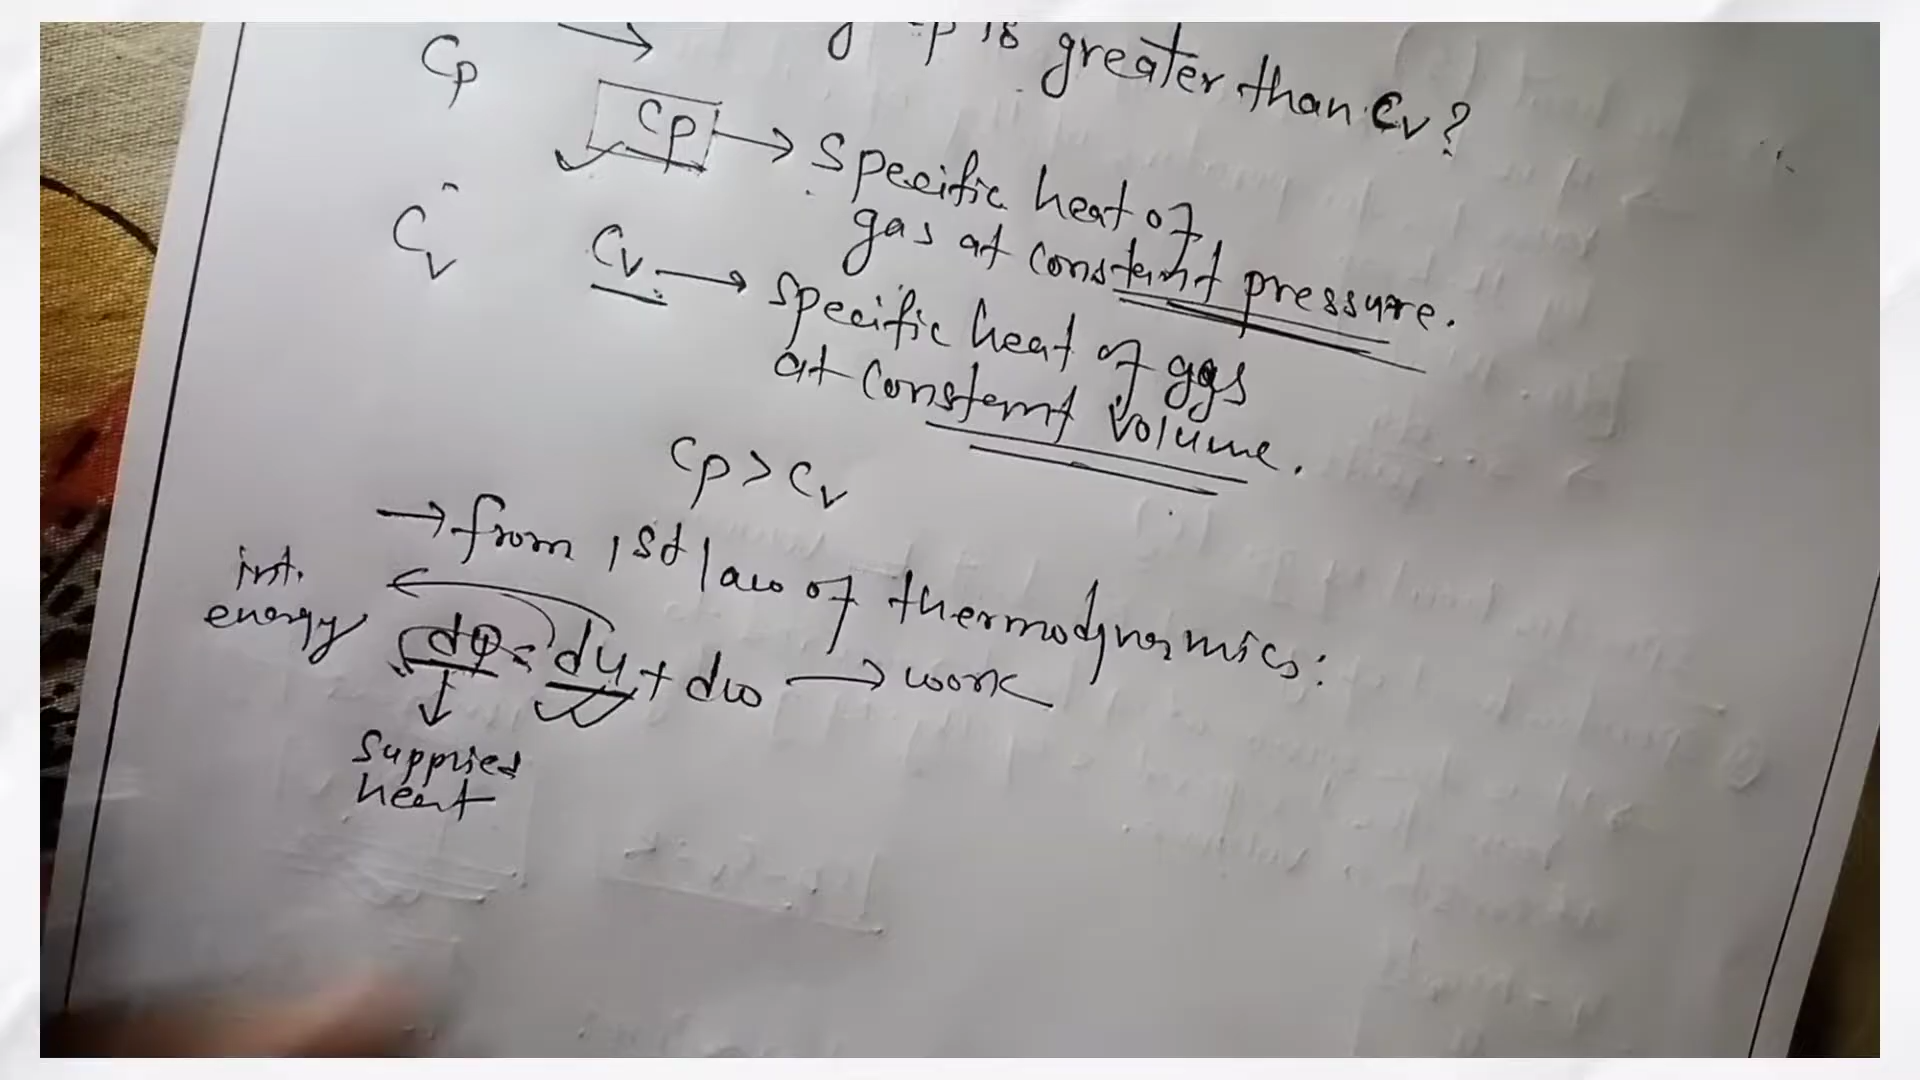 is greater than Cv?
Cp
Cp → Specific heat of
gas at constant pressure.
Cv
Cv → specific heat of gas
at constant volume.
Cp > Cv
→ from 1st law of thermodynamics:
int.
energy
dQ = du + dw → work
Supplied
heat